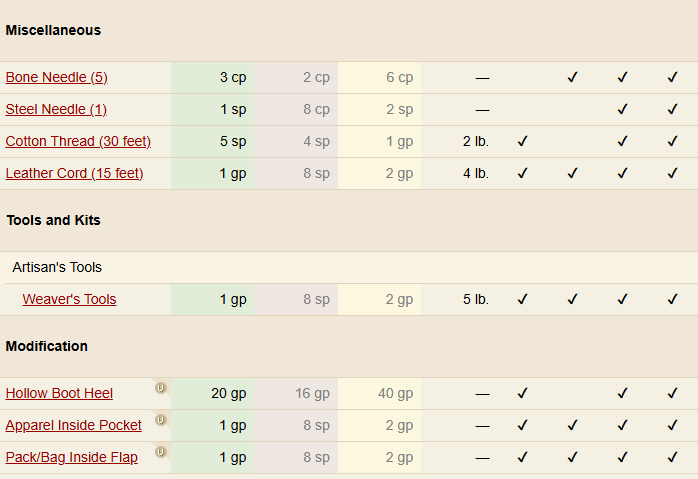 Miscellaneous
Bone Needle (5) 3 cp 2 cp 6 cp — ✓ ✓ ✓
Steel Needle (1) 1 sp 8 cp 2 sp — ✓ ✓
Cotton Thread (30 feet) 5 sp 4 sp 1 gp 2 lb. ✓ ✓ ✓
Leather Cord (15 feet) 1 gp 8 sp 2 gp 4 lb. ✓ ✓ ✓ ✓
Tools and Kits
Artisan's Tools
Weaver's Tools 1 gp 8 sp 2 gp 5 lb. ✓ ✓ ✓ ✓
Modification
Hollow Boot Heel U 20 gp 16 gp 40 gp — ✓ ✓ ✓
Apparel Inside Pocket U 1 gp 8 sp 2 gp — ✓ ✓ ✓ ✓
Pack/Bag Inside Flap U 1 gp 8 sp 2 gp — ✓ ✓ ✓ ✓